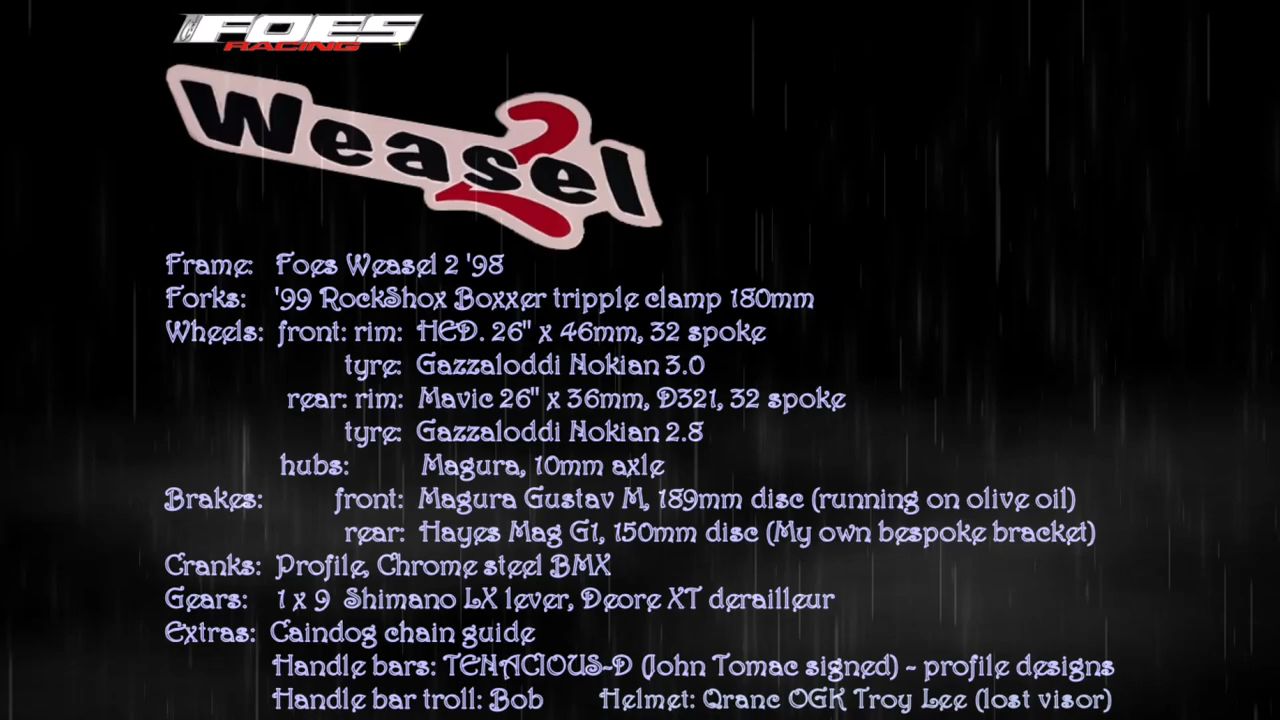 FOES
RACING
Weasel 2
Frame: Foes Weasel 2 '98
Forks: '99 RockShox Boxxer tripple clamp 180mm
Wheels: front: rim: HED. 26" x 46mm, 32 spoke
tyre: Gazzaloddi Nokian 3.0
rear: rim: Mavic 26" x 36mm, D321, 32 spoke
tyre: Gazzaloddi Nokian 2.8
hubs: Magura, 10mm axle
Brakes: front: Magura Gustav M, 189mm disc (running on olive oil)
rear: Hayes Mag G1, 150mm disc (My own bespoke bracket)
Cranks: Profile, Chrome steel BMX
Gears: 1 x 9 Shimano LX lever, Deore XT derailleur
Extras: Caindog chain guide
Handle bars: TENACIOUS-D (John Tomac signed) - profile designs
Handle bar troll: Bob Helmet: Qranc OGK Troy Lee (lost visor)